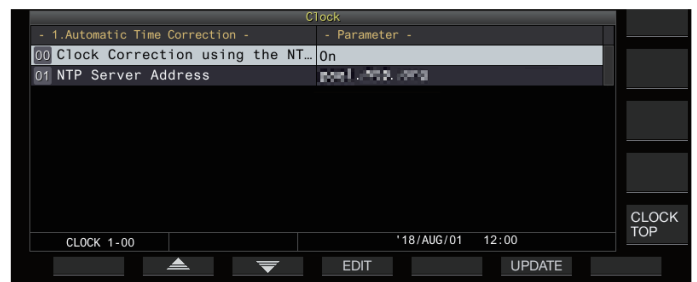 Clock
- 1.Automatic Time Correction - - Parameter -
00 Clock Correction using the NT… On
01 NTP Server Address
CLOCK 1-00 '18/AUG/01 12:00
CLOCK
TOP
EDIT UPDATE